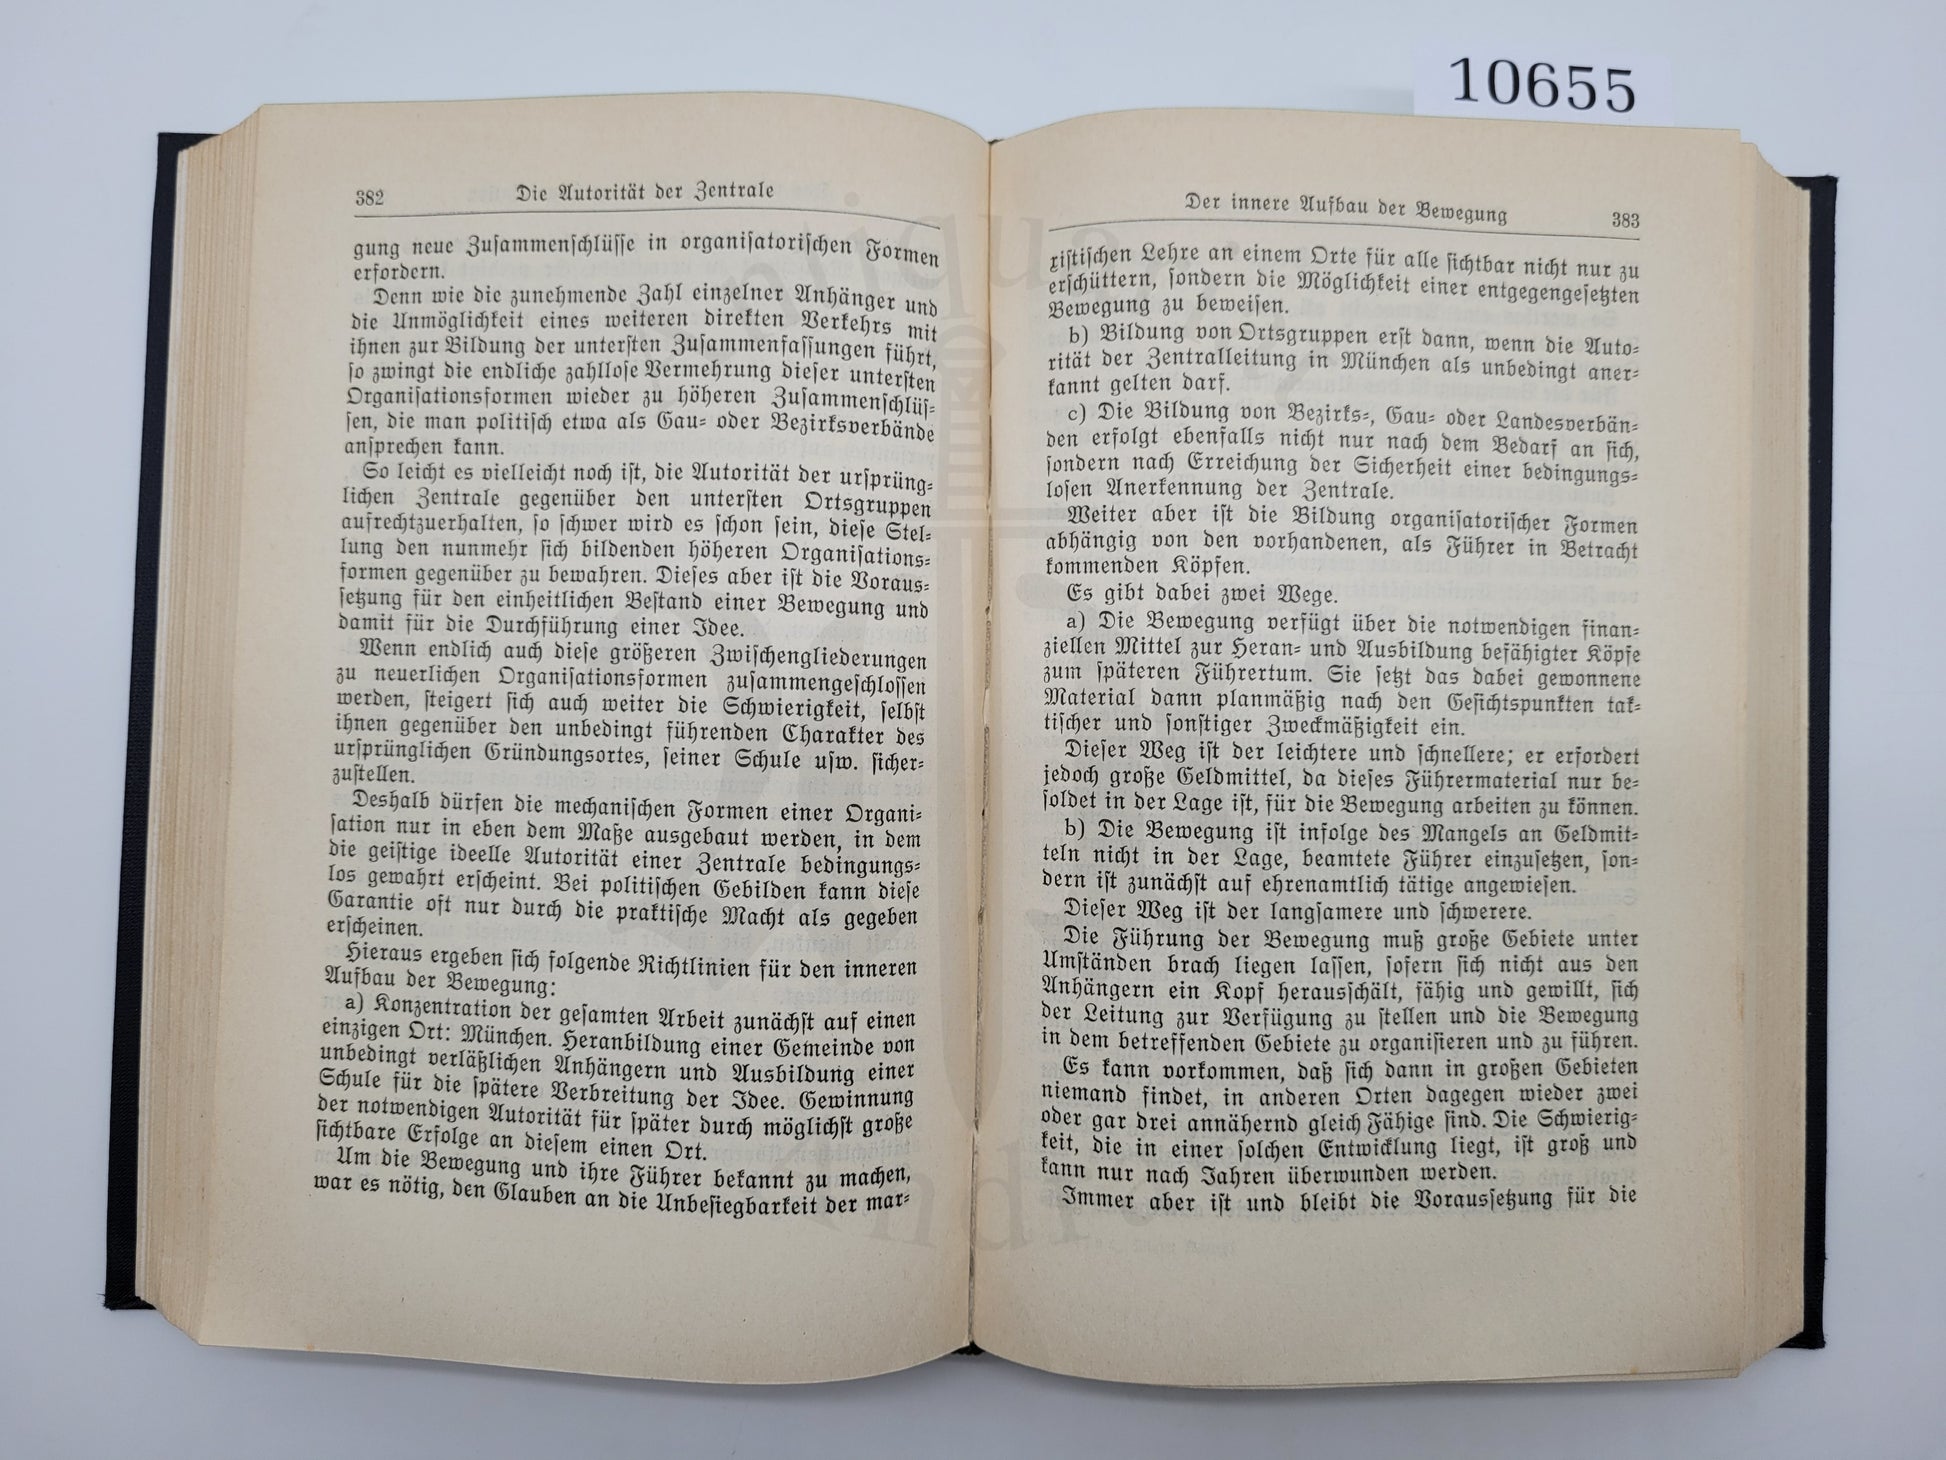 10655
382 Die Autorität der Zentrale
gung neue Zusammenschlüsse in organisatorischen Formen
erfordern.
Denn wie die zunehmende Zahl einzelner Anhänger und
die Unmöglichkeit eines weiteren direkten Verkehrs mit
ihnen zur Bildung der untersten Zusammenfassungen führt,
so zwingt die endliche zahllose Vermehrung dieser untersten
Organisationsformen wieder zu höheren Zusammenschlüs-
sen, die man politisch etwa als Gau- oder Bezirksverbände
ansprechen kann.
So leicht es vielleicht noch ist, die Autorität der ursprüng-
lichen Zentrale gegenüber den untersten Ortsgruppen
aufrechtzuerhalten, so schwer wird es schon sein, diese Stel-
lung den nunmehr sich bildenden höheren Organisations-
formen gegenüber zu bewahren. Dieses aber ist die Voraus-
setzung für den einheitlichen Bestand einer Bewegung und
damit für die Durchführung einer Idee.
Wenn endlich auch diese größeren Zwischengliederungen
zu neuerlichen Organisationsformen zusammengeschlossen
werden, steigert sich auch weiter die Schwierigkeit, selbst
ihnen gegenüber den unbedingt führenden Charakter des
ursprünglichen Gründungsortes, seiner Schule usw. sicher-
zustellen.
Deshalb dürfen die mechanischen Formen einer Organi-
sation nur in eben dem Maße ausgebaut werden, in dem
die geistige ideelle Autorität einer Zentrale bedingungs-
los gewahrt erscheint. Bei politischen Gebilden kann diese
Garantie oft nur durch die praktische Macht als gegeben
erscheinen.
Hieraus ergeben sich folgende Richtlinien für den inneren
Aufbau der Bewegung:
a) Konzentration der gesamten Arbeit zunächst auf einen
einzigen Ort: München. Heranbildung einer Gemeinde von
unbedingt verläßlichen Anhängern und Ausbildung einer
Schule für die spätere Verbreitung der Idee. Gewinnung
der notwendigen Autorität für später durch möglichst große
sichtbare Erfolge an diesem einen Ort.
Um die Bewegung und ihre Führer bekannt zu machen,
war es nötig, den Glauben an die Unbesiegbarkeit der mar-
Der innere Aufbau der Bewegung 383
xistischen Lehre an einem Orte für alle sichtbar nicht nur zu
erschüttern, sondern die Möglichkeit einer entgegengesetzten
Bewegung zu beweisen.
b) Bildung von Ortsgruppen erst dann, wenn die Auto-
rität der Zentralleitung in München als unbedingt aner-
kannt gelten darf.
c) Die Bildung von Bezirks-, Gau- oder Landesverbän-
den erfolgt ebenfalls nicht nur nach dem Bedarf an sich,
sondern nach Erreichung der Sicherheit einer bedingungs-
losen Anerkennung der Zentrale.
Weiter aber ist die Bildung organisatorischer Formen
abhängig von den vorhandenen, als Führer in Betracht
kommenden Köpfen.
Es gibt dabei zwei Wege.
a) Die Bewegung verfügt über die notwendigen finan-
ziellen Mittel zur Heran- und Ausbildung befähigter Köpfe
zum späteren Führertum. Sie setzt das dabei gewonnene
Material dann planmäßig nach den Gesichtspunkten tak-
tischer und sonstiger Zweckmäßigkeit ein.
Dieser Weg ist der leichtere und schnellere; er erfordert
jedoch große Geldmittel, da dieses Führermaterial nur be-
soldet in der Lage ist, für die Bewegung arbeiten zu können.
b) Die Bewegung ist infolge des Mangels an Geldmit-
teln nicht in der Lage, beamtete Führer einzusetzen, son-
dern ist zunächst auf ehrenamtlich tätige angewiesen.
Dieser Weg ist der langsamere und schwerere.
Die Führung der Bewegung muß große Gebiete unter
Umständen brach liegen lassen, sofern sich nicht aus den
Anhängern ein Kopf herausschält, fähig und gewillt, sich
der Leitung zur Verfügung zu stellen und die Bewegung
in dem betreffenden Gebiete zu organisieren und zu führen.
Es kann vorkommen, daß sich dann in großen Gebieten
niemand findet, in anderen Orten dagegen wieder zwei
oder gar drei annähernd gleich Fähige sind. Die Schwierig-
keit, die in einer solchen Entwicklung liegt, ist groß und
kann nur nach Jahren überwunden werden.
Immer aber ist und bleibt die Voraussetzung für die